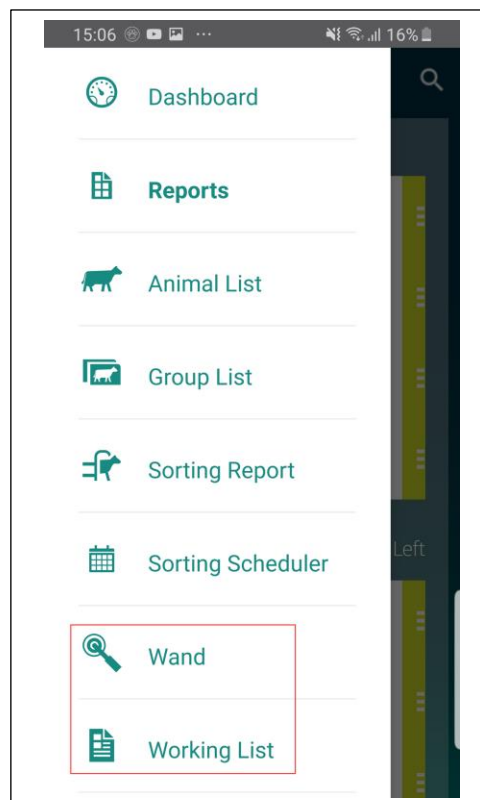 15:06 ... 16%
Dashboard
Reports
Animal List
Group List
Sorting Report
Left
Sorting Scheduler
Wand
Working List